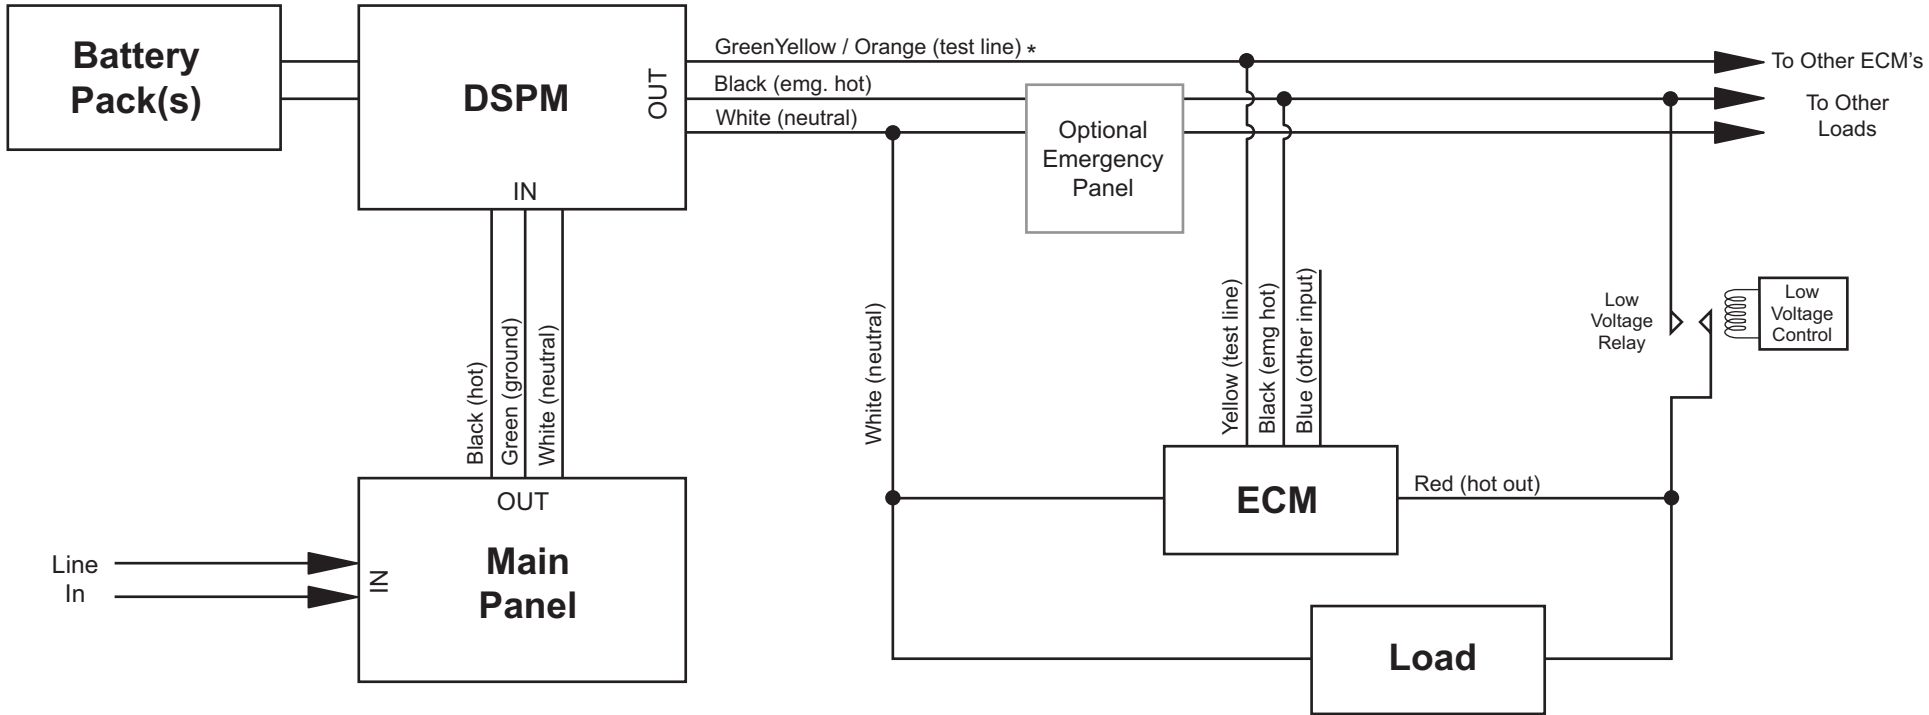 Battery
Pack(s)
DSPM
OUT
IN
GreenYellow / Orange (test line) *
Black (emg. hot)
White (neutral)
Optional
Emergency
Panel
To Other ECM's
To Other
Loads
Black (hot)
Green (ground)
White (neutral)
White (neutral)
Yellow (test line)
Black (emg hot)
Blue (other input)
Low
Voltage
Relay
Low
Voltage
Control
OUT
Main
Panel
IN
Line
In
ECM
Red (hot out)
Load